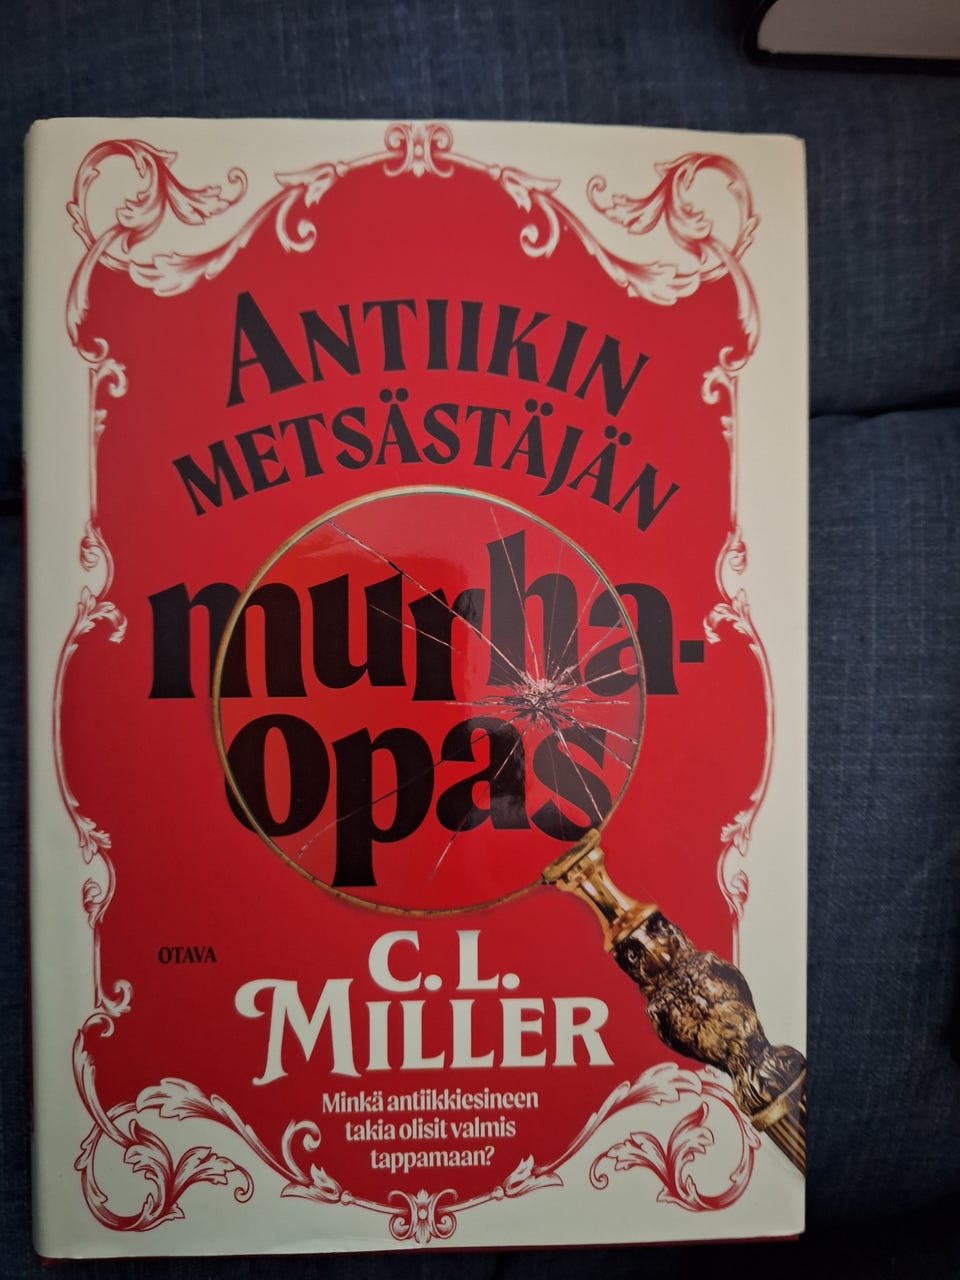 ANTIIKIN
METSÄSTÄJÄN
murha-
opas
OTAVA
C. L.
MILLER
Minkä antiikkiesineen
takia olisit valmis
tappamaan?